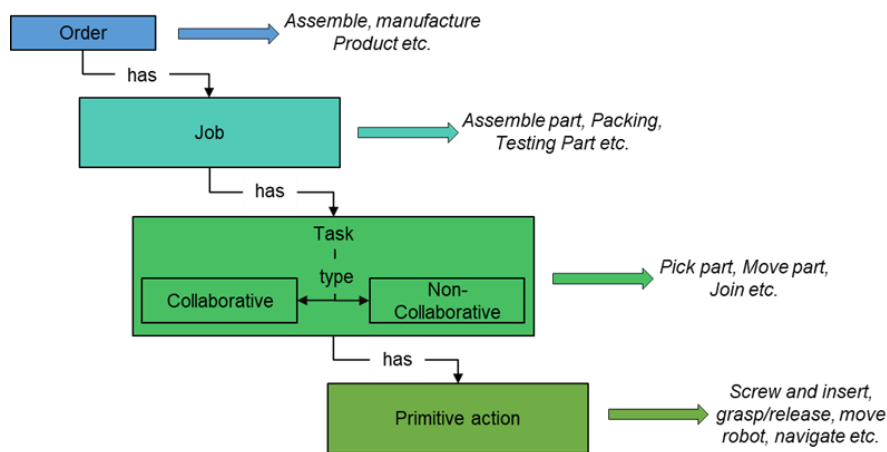 Order
Assemble, manufacture
Product etc.
has
Job
Assemble part, Packing,
Testing Part etc.
has
Task
type
Collaborative
Non-
Collaborative
Pick part, Move part,
Join etc.
has
Primitive action
Screw and insert,
grasp/release, move
robot, navigate etc.